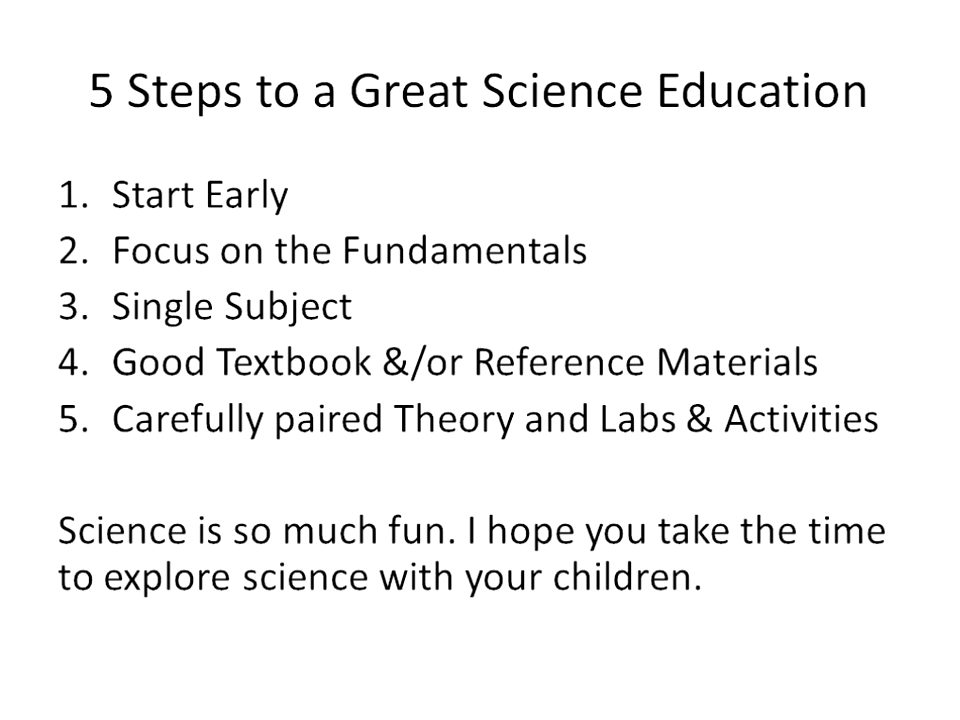 5 Steps to a Great Science Education
1. Start Early
2. Focus on the Fundamentals
3. Single Subject
4. Good Textbook &/or Reference Materials
5. Carefully paired Theory and Labs & Activities
Science is so much fun. I hope you take the time
to explore science with your children.